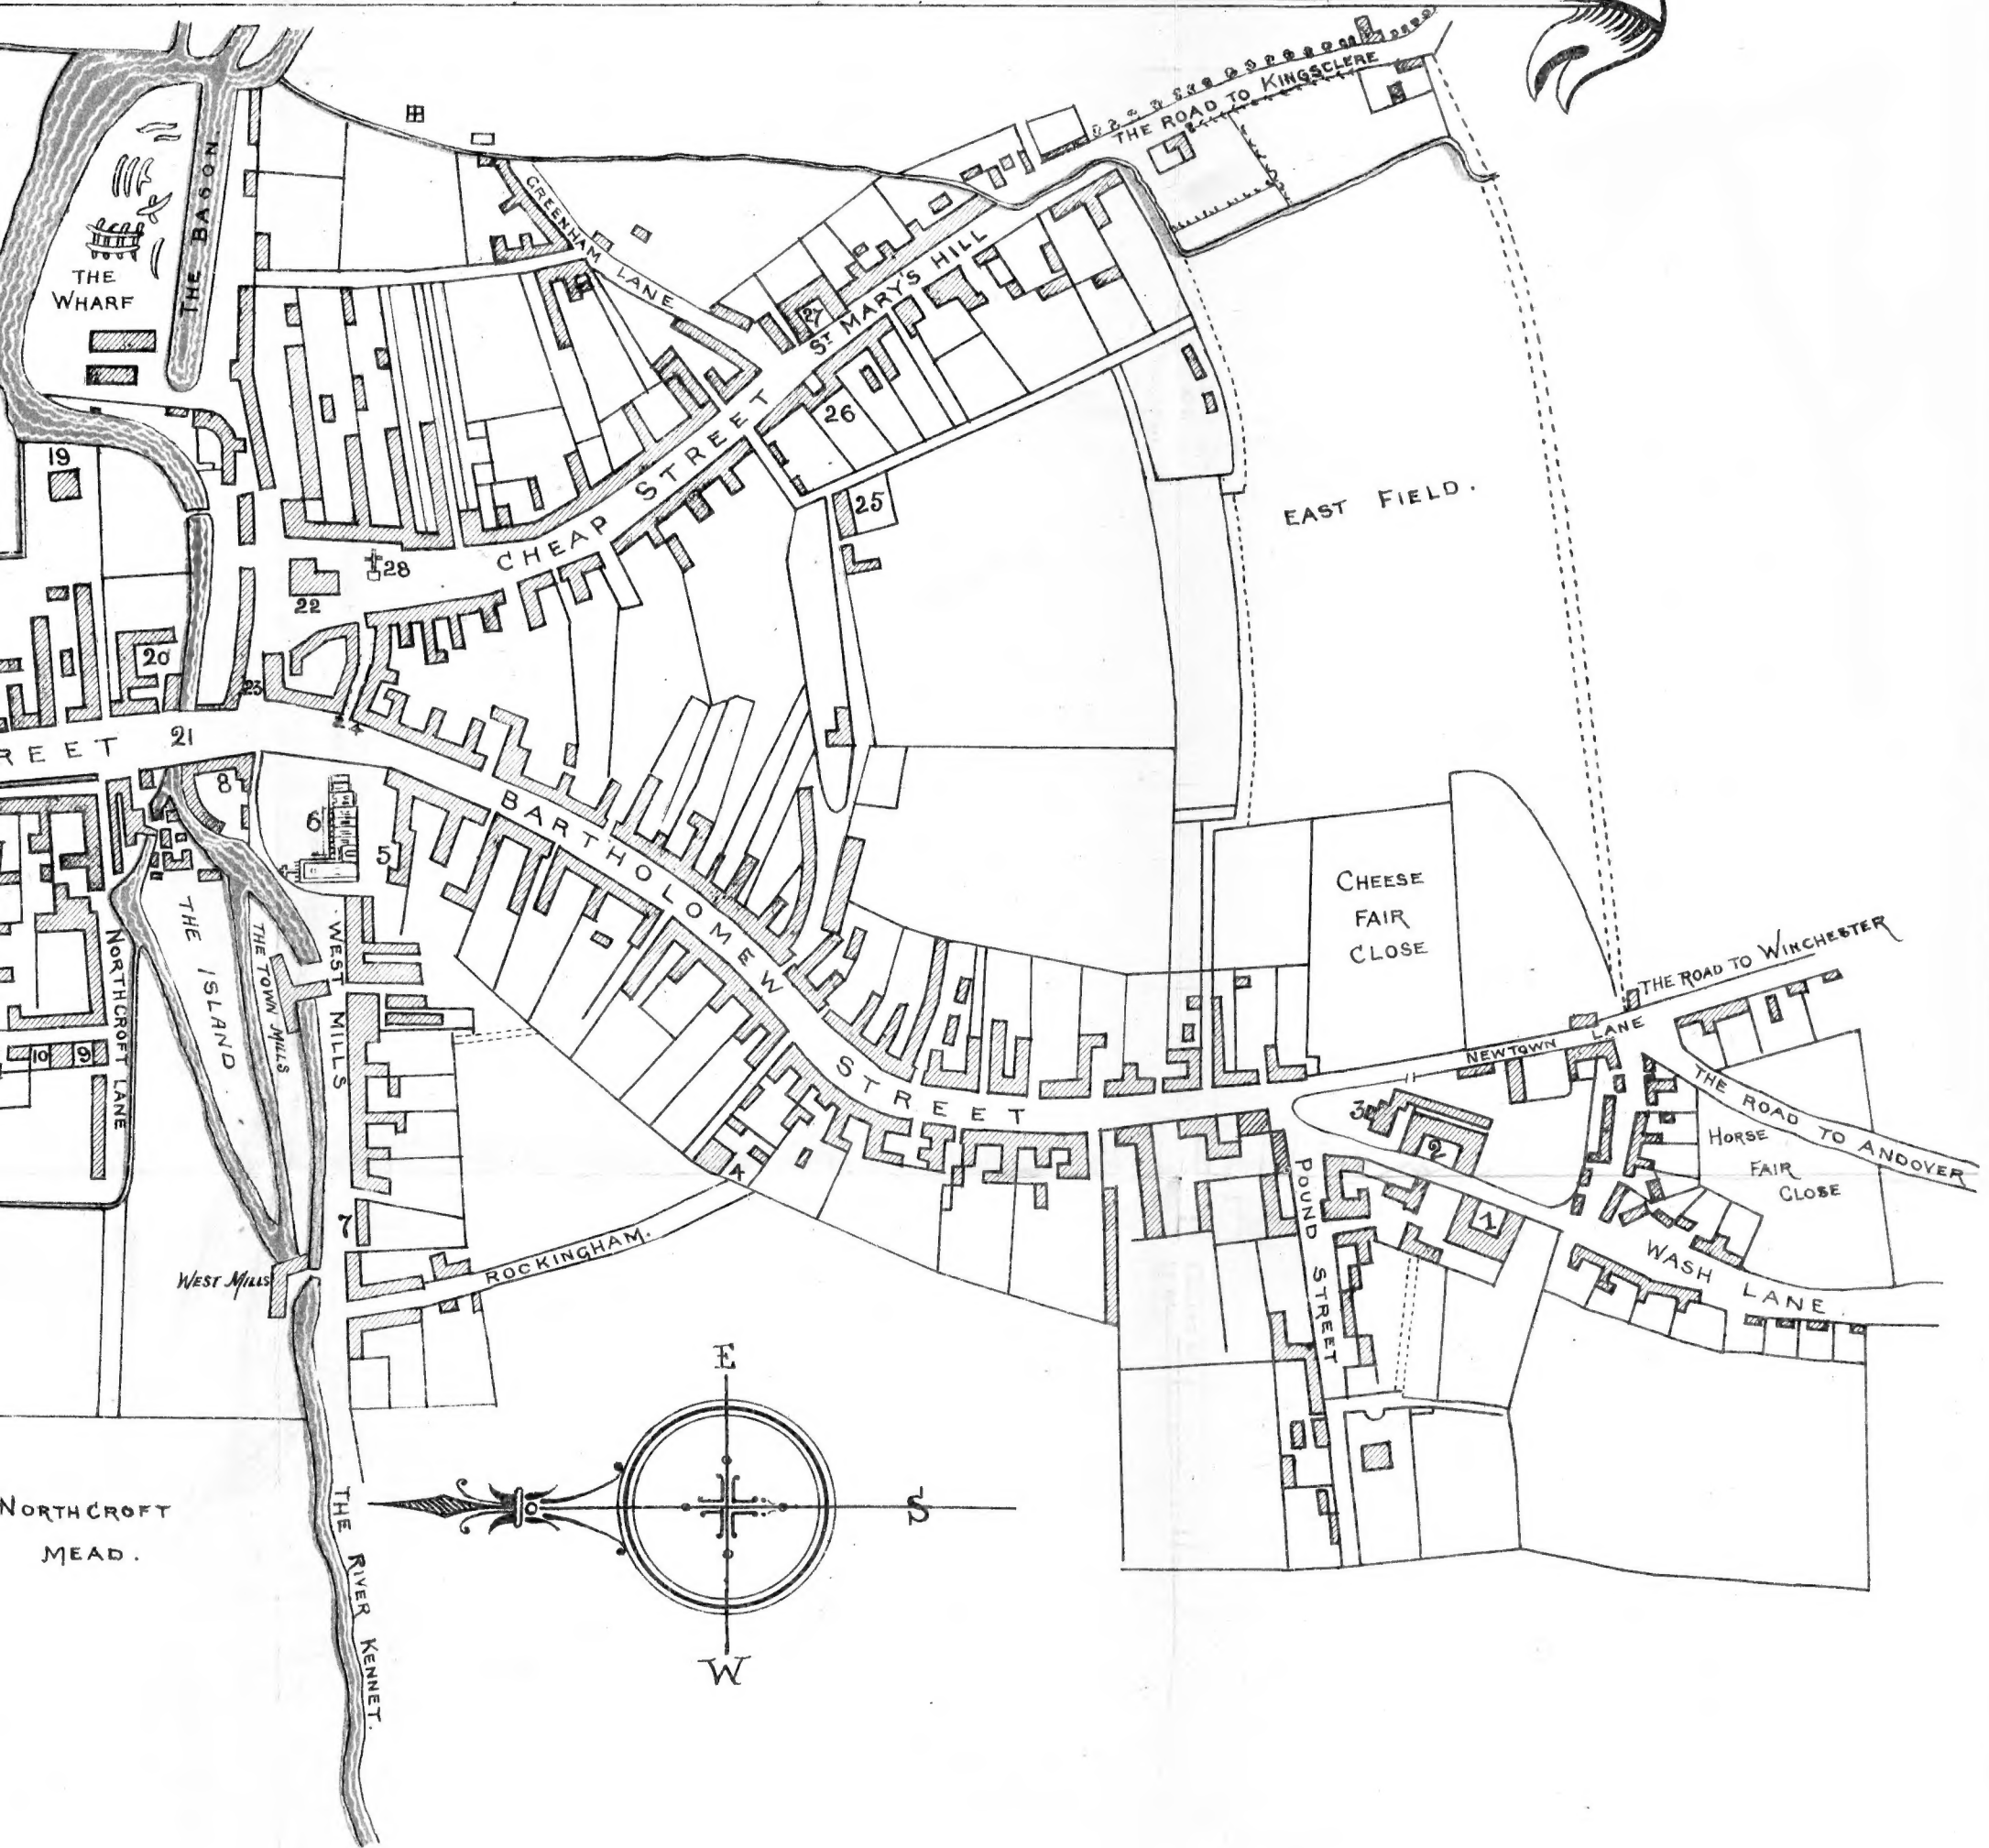 THE ROAD TO KINGSCLERE
GREENHAM LANE
THE BASON.
THE
WHARF
27
ST MARY'S HILL
26
19
25
CHEAP STREET
EAST FIELD.
28
22
20
23
24
21
REET
8
6
5
BARTHOLOMEW STREET
CHEESE
FAIR
CLOSE
THE ISLAND
THE TOWN MILLS
WEST MILLS
NORTHCROFT LANE
10
9
THE ROAD TO WINCHESTER
NEWTOWN LANE
THE ROAD TO ANDOVER
HORSE
FAIR
CLOSE
3
2
1
4
7
POUND STREET
WASH LANE.
ROCKINGHAM.
WEST MILLS
E
S
W
NORTHCROFT
MEAD.
THE RIVER KENNET.